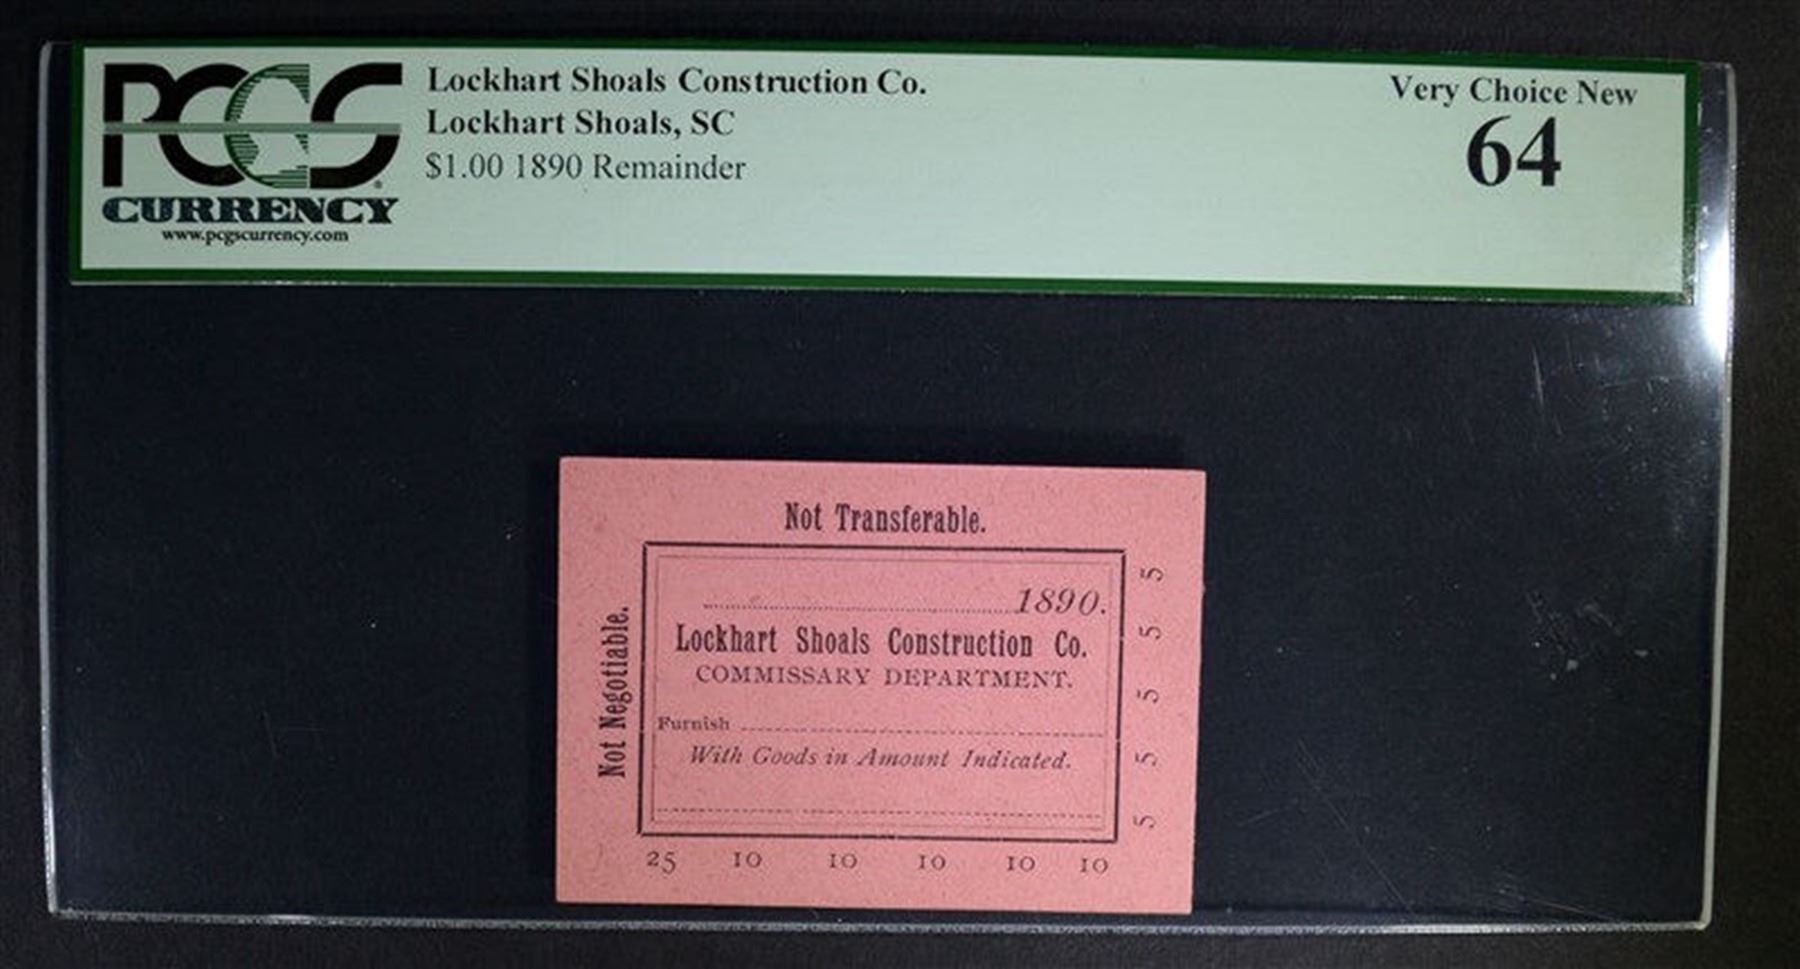 PCGS
CURRENCY
www.pcgscurrency.com
Lockhart Shoals Construction Co.
Lockhart Shoals, SC
$1.00 1890 Remainder
Very Choice New
64
Not Transferable.
Not Negotiable.
1890.
Lockhart Shoals Construction Co.
COMMISSARY DEPARTMENT.
Furnish
With Goods in Amount Indicated.
5
5
5
5
5
25 10 10 10 10 10